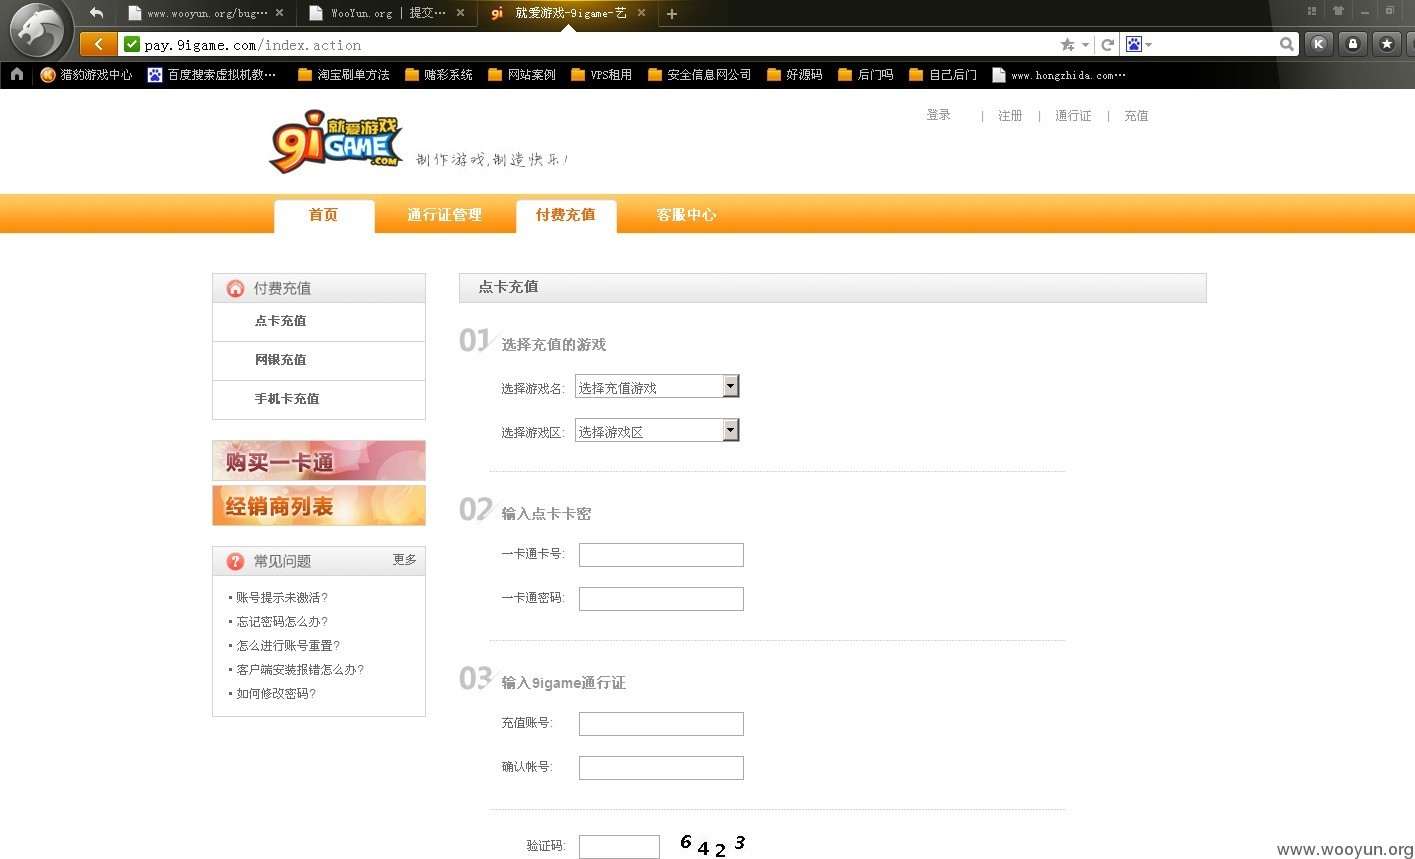 www.wooyun.org/bug…
WooYun.org | 提交…
就爱游戏-9igame-艺
pay.9igame.com/index.action
猎豹游戏中心
百度搜索虚拟机教…
淘宝刷单方法
赌彩系统
网站案例
VPS租用
安全信息网公司
好源码
后门吗
自己后门
www.hongzhida.com…
登录 | 注册 | 通行证 | 充值
9i就爱游戏
GAME.COM
制作游戏,制造快乐!
首页
通行证管理
付费充值
客服中心
付费充值
点卡充值
网银充值
手机卡充值
购买一卡通
经销商列表
常见问题 更多
账号提示未激活?
忘记密码怎么办?
怎么进行账号重置?
客户端安装报错怎么办?
如何修改密码?
点卡充值
01 选择充值的游戏
选择游戏名: 选择充值游戏
选择游戏区: 选择游戏区
02 输入点卡卡密
一卡通卡号:
一卡通密码:
03 输入9igame通行证
充值账号:
确认帐号:
验证码: 6423
www.wooyun.org